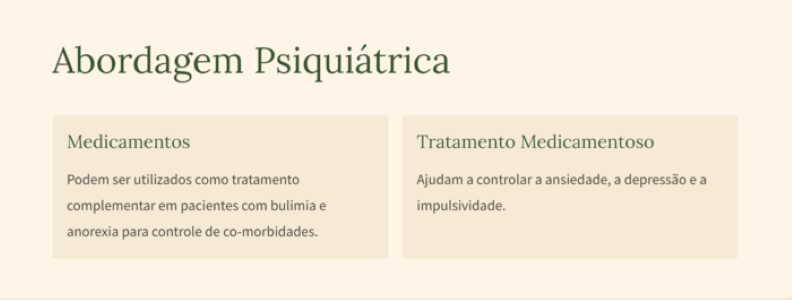 Abordagem Psiquiátrica
Medicamentos
Podem ser utilizados como tratamento
complementar em pacientes com bulimia e
anorexia para controle de co-morbidades.
Tratamento Medicamentoso
Ajudam a controlar a ansiedade, a depressão e a
impulsividade.